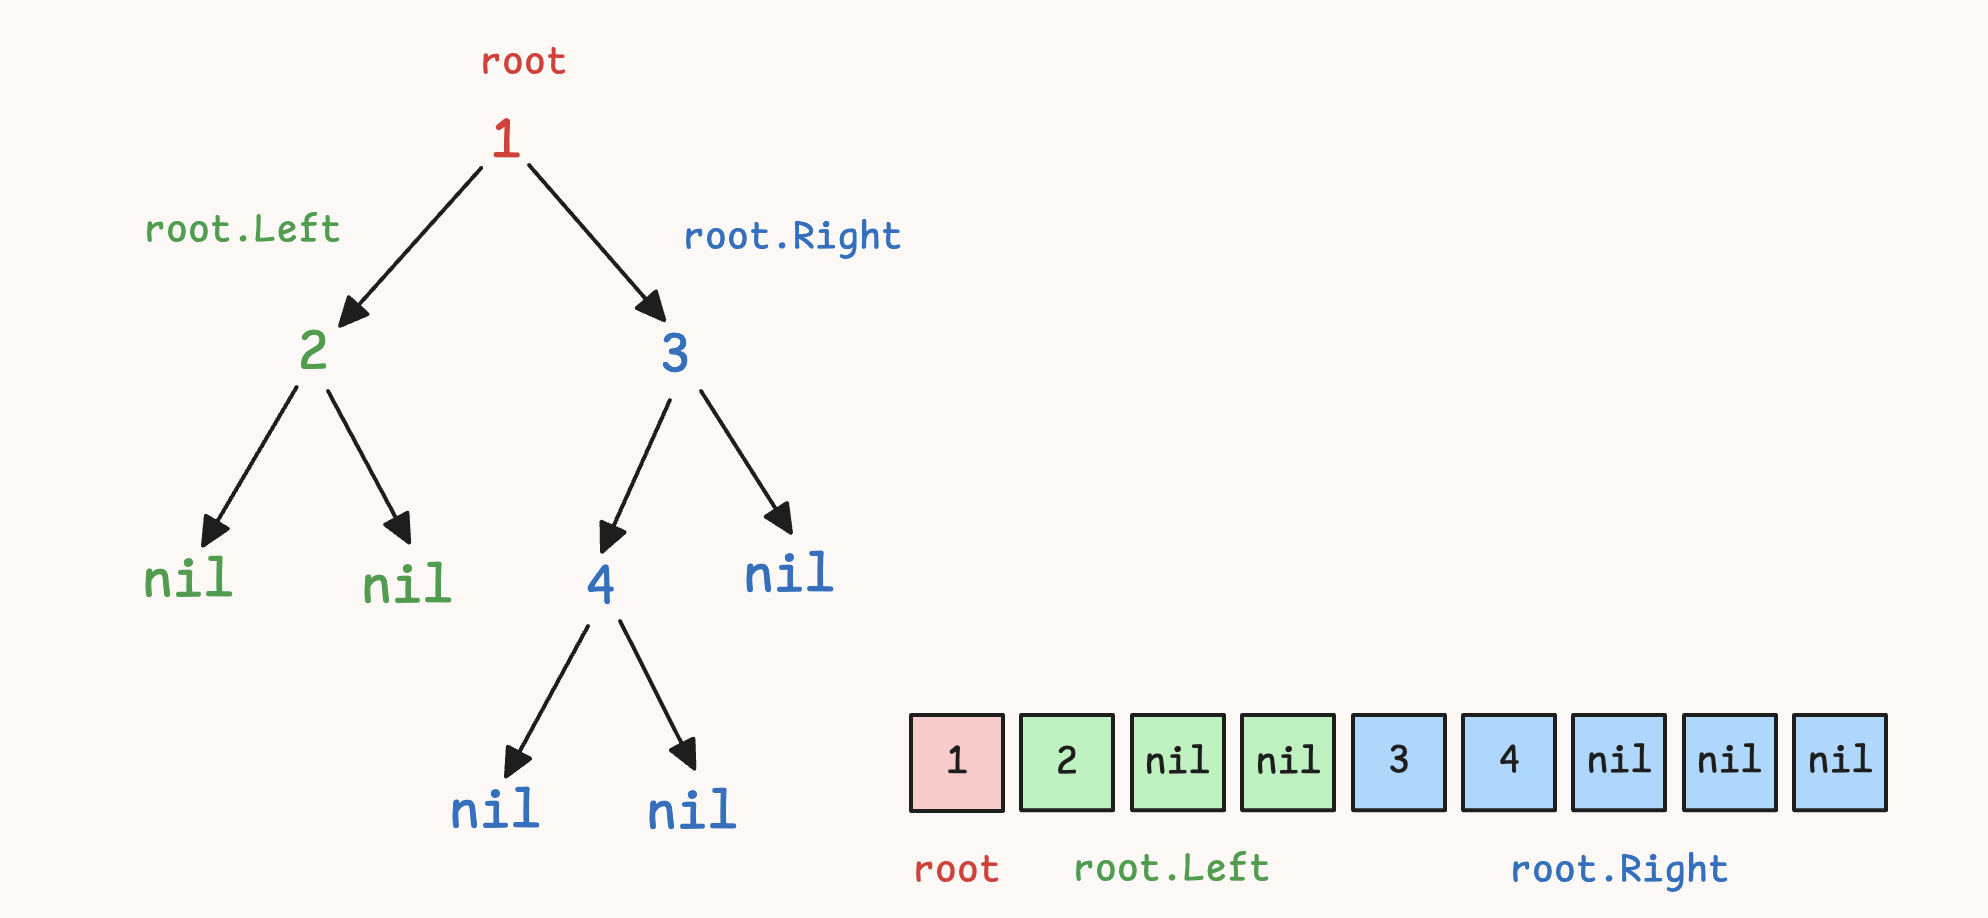 root
1
root.Left
root.Right
2
3
nil
nil
4
nil
nil
nil
1 2 nil nil 3 4 nil nil nil
root root.Left root.Right